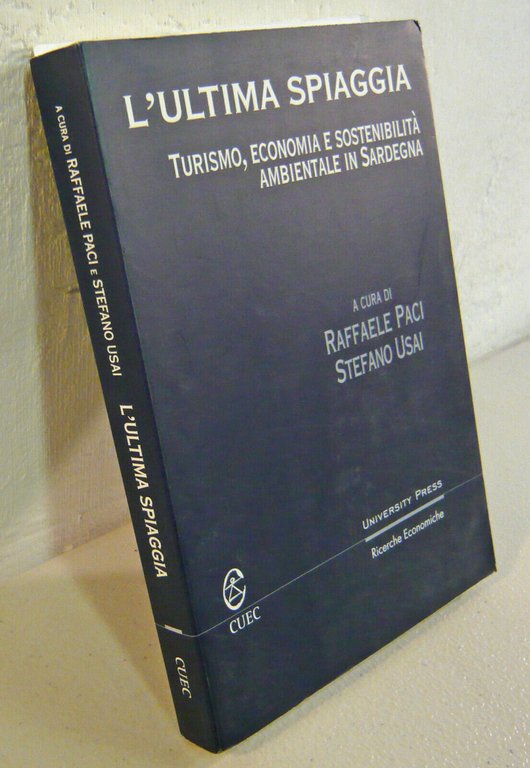 L'ULTIMA SPIAGGIA
TURISMO, ECONOMIA E SOSTENIBILITÀ
AMBIENTALE IN SARDEGNA
A CURA DI
RAFFAELE PACI
STEFANO USAI
UNIVERSITY PRESS
Ricerche Economiche
CUEC
A CURA DI RAFFAELE PACI E STEFANO USAI L'ULTIMA SPIAGGIA CUEC